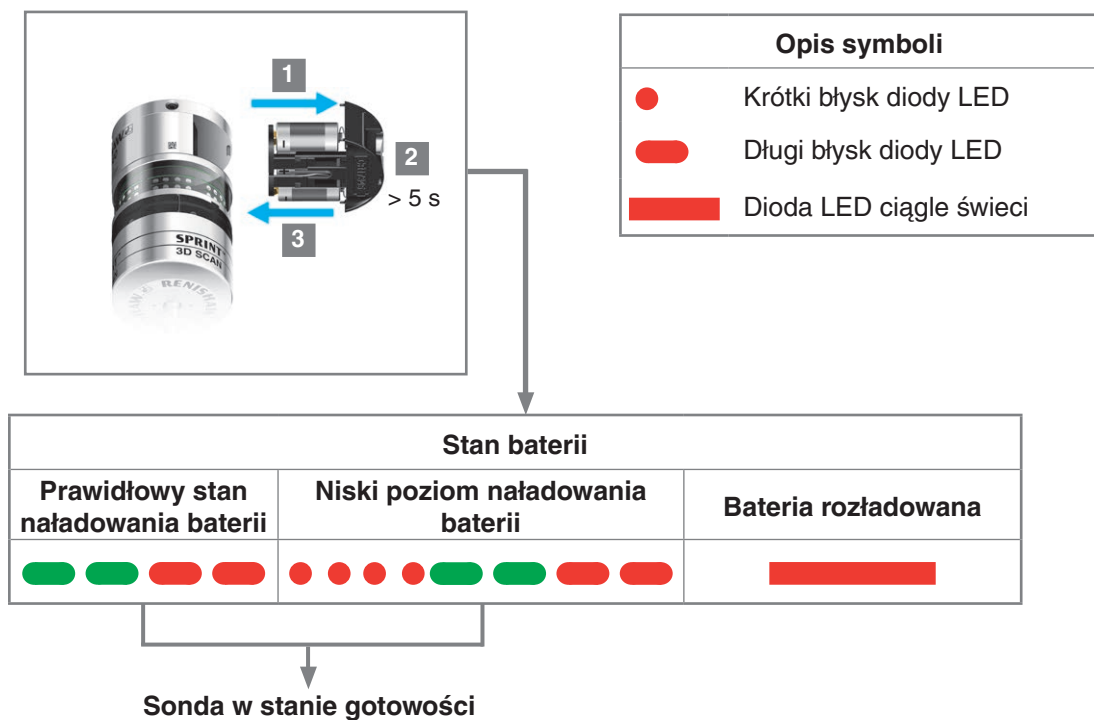 1
2
> 5 s
3
SPRINT
3D SCAN
RENISHAW
Opis symboli
Krótki błysk diody LED
Długi błysk diody LED
Dioda LED ciągle świeci
Stan baterii
Prawidłowy stan
naładowania baterii
Niski poziom naładowania
baterii
Bateria rozładowana
Sonda w stanie gotowości